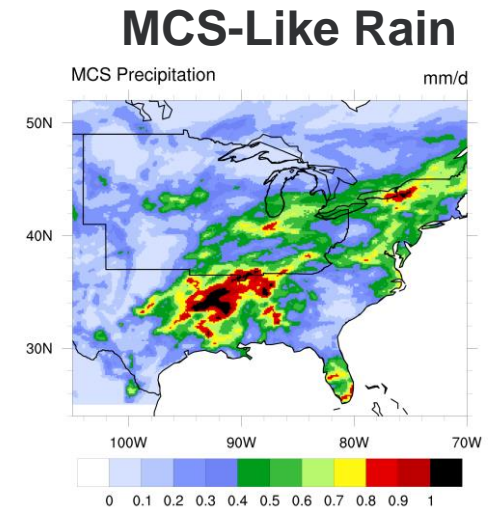 MCS-Like Rain
MCS Precipitation mm/d
50N
40N
30N
100W 90W 80W 70W
0 0.1 0.2 0.3 0.4 0.5 0.6 0.7 0.8 0.9 1